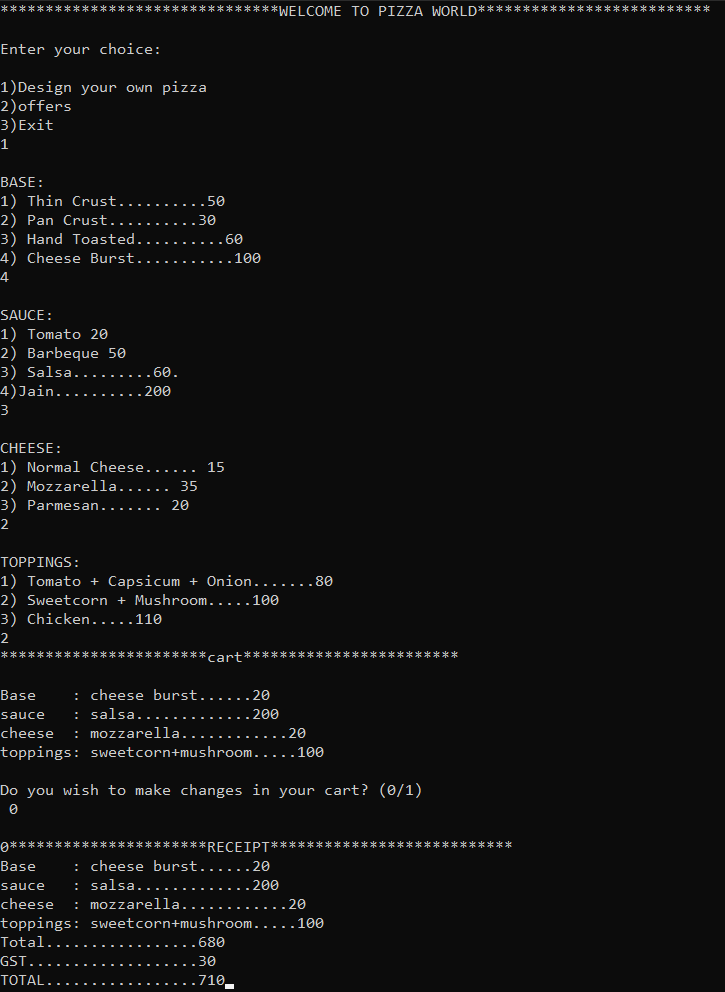 *******************************WELCOME TO PIZZA WORLD**************************
Enter your choice:
1)Design your own pizza
2)offers
3)Exit
1
BASE:
1) Thin Crust..........50
2) Pan Crust..........30
3) Hand Toasted..........60
4) Cheese Burst...........100
4
SAUCE:
1) Tomato 20
2) Barbeque 50
3) Salsa.........60.
4)Jain..........200
3
CHEESE:
1) Normal Cheese...... 15
2) Mozzarella...... 35
3) Parmesan....... 20
2
TOPPINGS:
1) Tomato + Capsicum + Onion.......80
2) Sweetcorn + Mushroom.....100
3) Chicken.....110
2
***********************cart************************
Base    : cheese burst......20
sauce   : salsa.............200
cheese  : mozzarella............20
toppings: sweetcorn+mushroom.....100
Do you wish to make changes in your cart? (0/1)
 0
0**********************RECEIPT***************************
Base    : cheese burst......20
sauce   : salsa.............200
cheese  : mozzarella............20
toppings: sweetcorn+mushroom.....100
Total.................680
GST...................30
TOTAL.................710